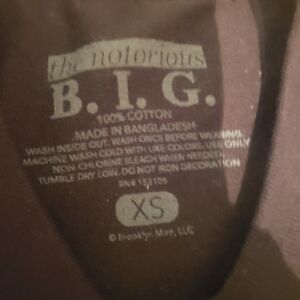 the notorious
B. I. G.
100% COTTON
MADE IN BANGLADESH
WASH INSIDE OUT. WASH ONCE BEFORE WEARING.
MACHINE WASH COLD WITH LIKE COLORS. USE ONLY
NON-CHLORINE BLEACH WHEN NEEDED.
TUMBLE DRY LOW. DO NOT IRON DECORATION
RN#
XS
© Brooklyn Mint, LLC